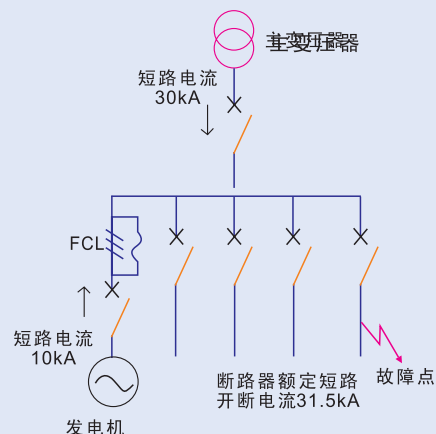 主变压器
短路电流
30kA
FCL
短路电流
10kA
断路器额定短路
开断电流31.5kA
故障点
发电机